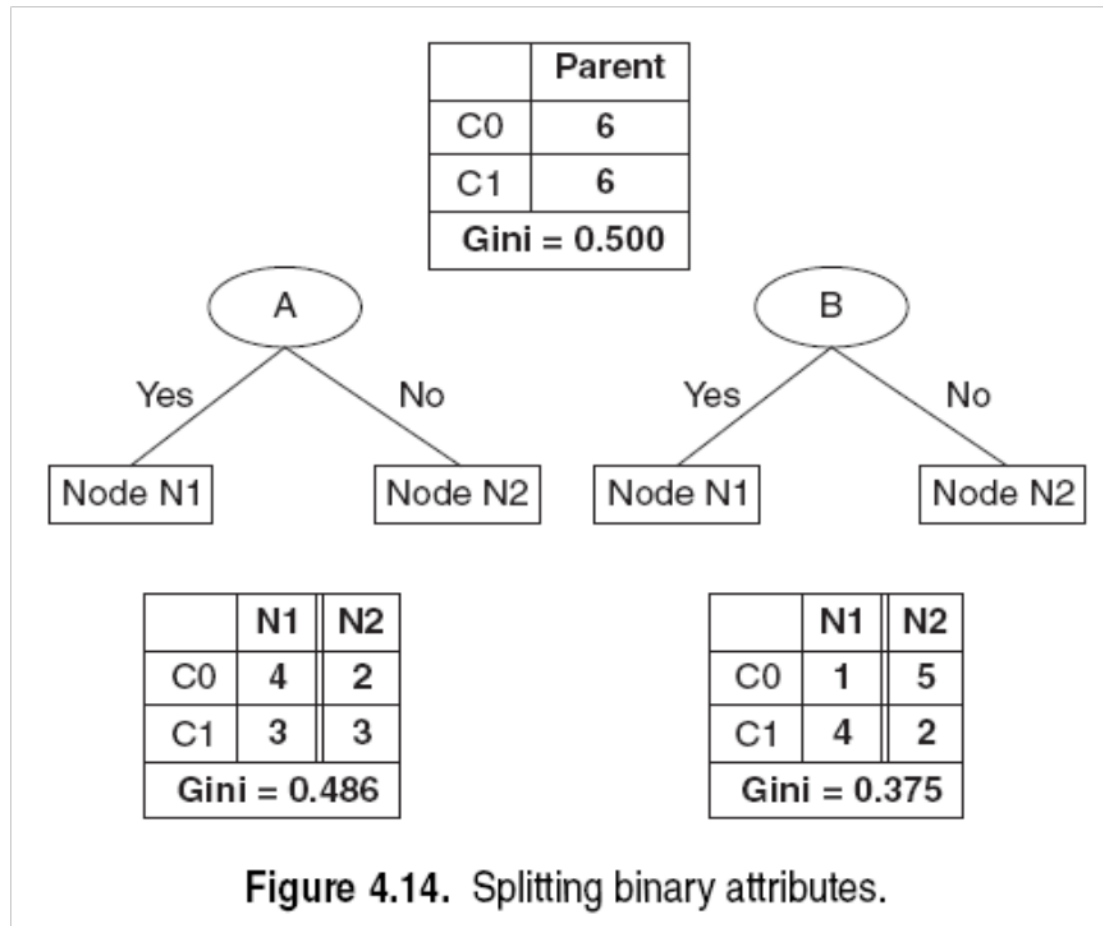 Parent
C0 6
C1 6
Gini = 0.500
A
B
Yes No
Yes No
Node N1 Node N2
Node N1 Node N2
N1 N2
C0 4 2
C1 3 3
Gini = 0.486
N1 N2
C0 1 5
C1 4 2
Gini = 0.375
Figure 4.14. Splitting binary attributes.